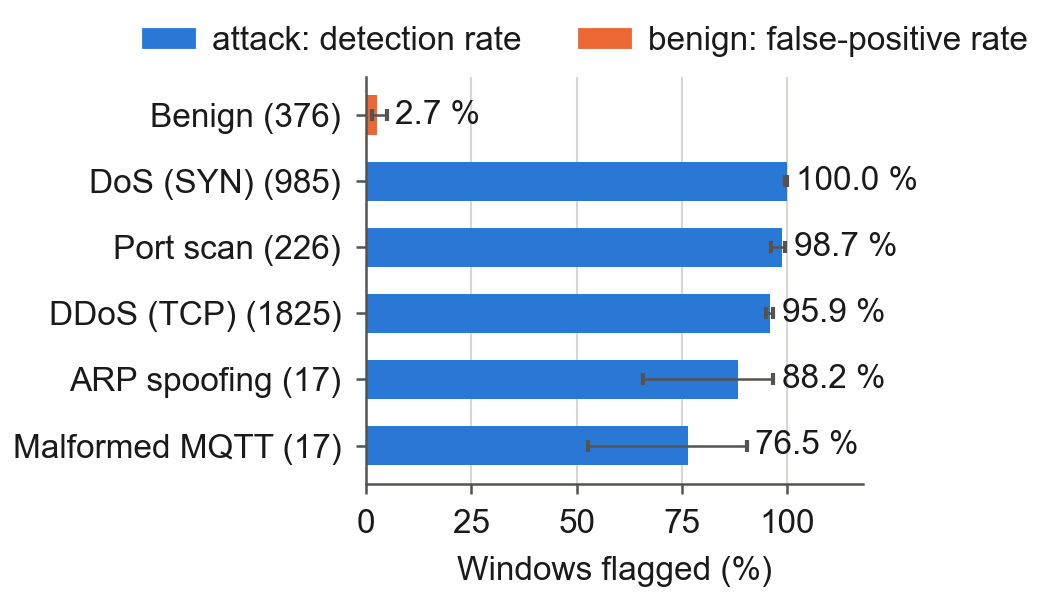 attack: detection rate benign: false-positive rate
Benign (376) 2.7 %
DoS (SYN) (985) 100.0 %
Port scan (226) 98.7 %
DDoS (TCP) (1825) 95.9 %
ARP spoofing (17) 88.2 %
Malformed MQTT (17) 76.5 %
0 25 50 75 100
Windows flagged (%)